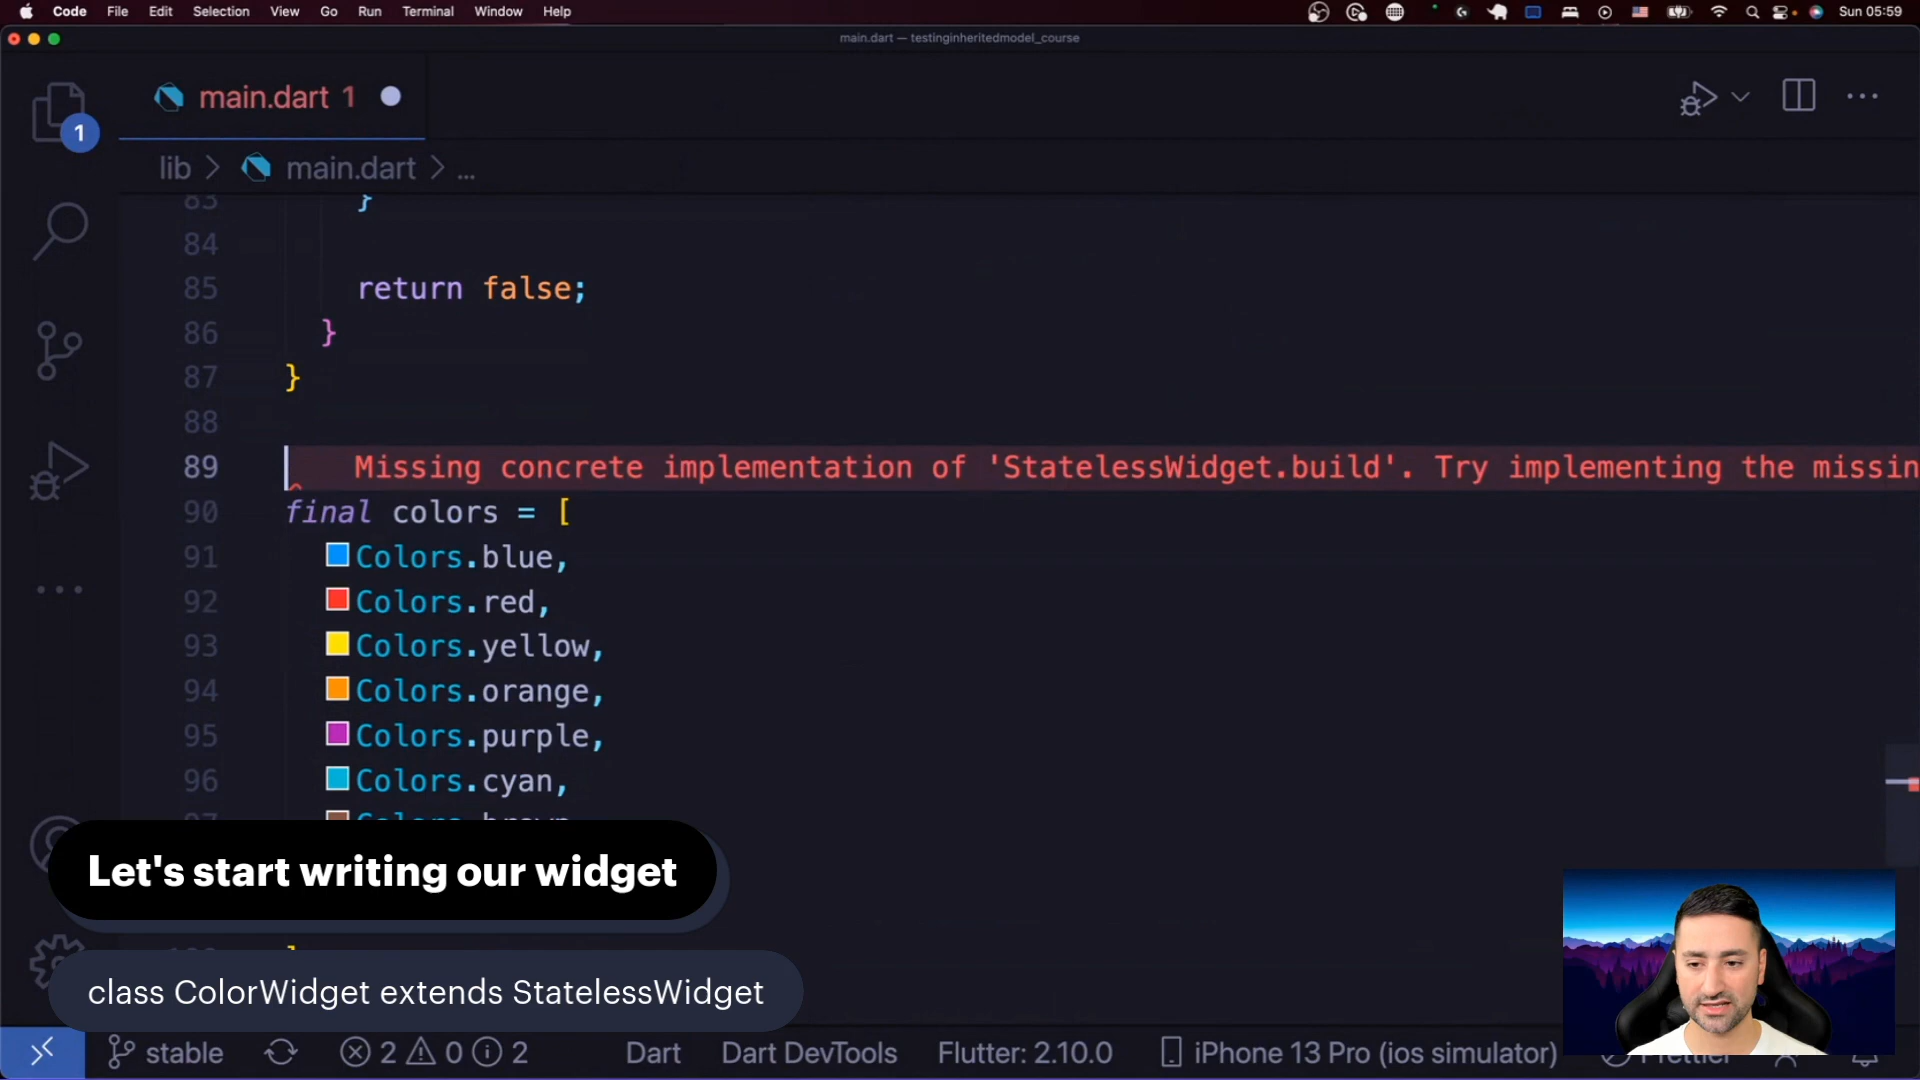 Code File Edit Selection View Go Run Terminal Window Help Sun 05:59
main.dart — testinginheritedmodel_course
main.dart 1
1
lib > main.dart > ...
83 }
84
85 return false;
86 }
87 }
88
89 Missing concrete implementation of 'StatelessWidget.build'. Try implementing the missin
90 final colors = [
91 Colors.blue,
92 Colors.red,
93 Colors.yellow,
94 Colors.orange,
95 Colors.purple,
96 Colors.cyan,
Let's start writing our widget
class ColorWidget extends StatelessWidget
stable 2 0 2 Dart Dart DevTools Flutter: 2.10.0 iPhone 13 Pro (ios simulator)